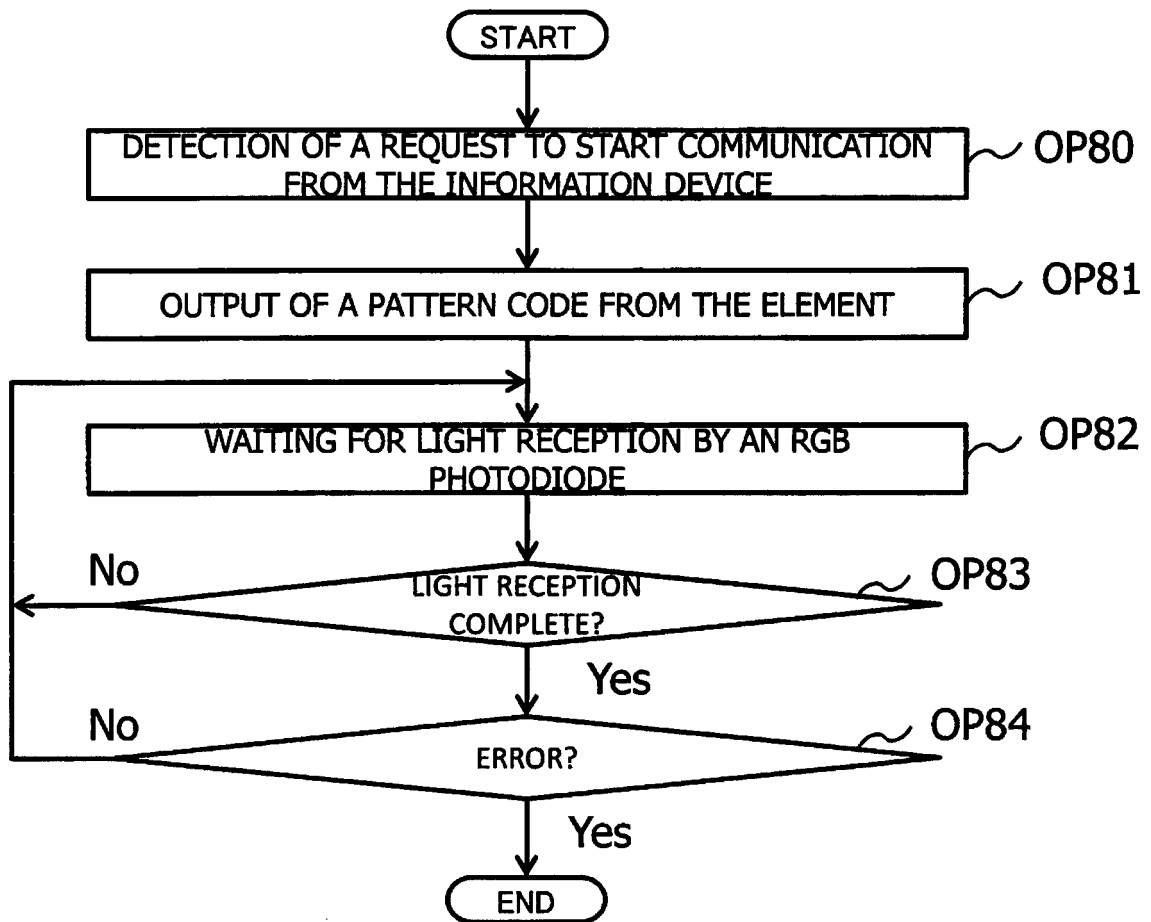 START
DETECTION OF A REQUEST TO START COMMUNICATION
FROM THE INFORMATION DEVICE
OP80
OUTPUT OF A PATTERN CODE FROM THE ELEMENT
OP81
WAITING FOR LIGHT RECEPTION BY AN RGB
PHOTODIODE
OP82
No
LIGHT RECEPTION
COMPLETE?
OP83
Yes
No
ERROR?
OP84
Yes
END